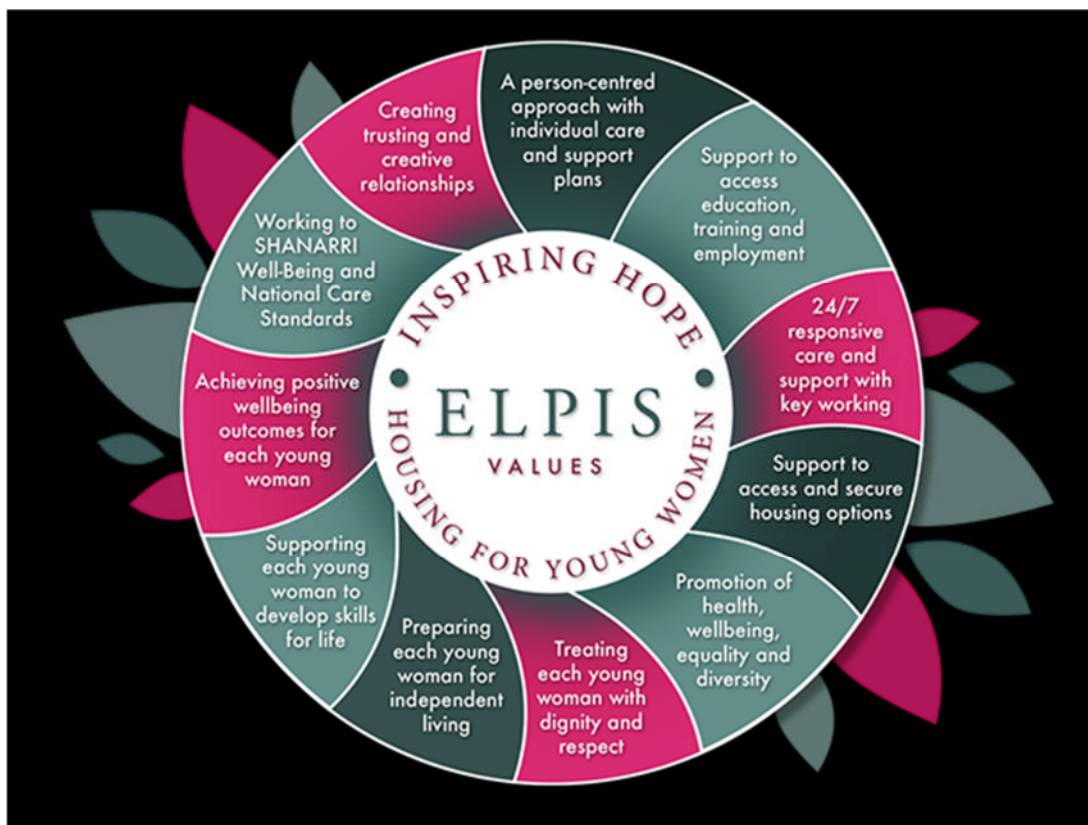 INSPIRING HOPE
ELPIS
VALUES
HOUSING FOR YOUNG WOMEN
A person-centred
approach with
individual care
and support
plans
Support to
access
education,
training and
employment
24/7
responsive
care and
support with
key working
Support to
access and secure
housing options
Promotion of
health,
wellbeing,
equality and
diversity
Treating
each young
woman with
dignity and
respect
Preparing
each young
woman for
independent
living
Supporting
each young
woman to
develop skills
for life
Achieving positive
wellbeing
outcomes for
each young
woman
Working to
SHANARRI
Well-Being and
National Care
Standards
Creating
trusting and
creative
relationships